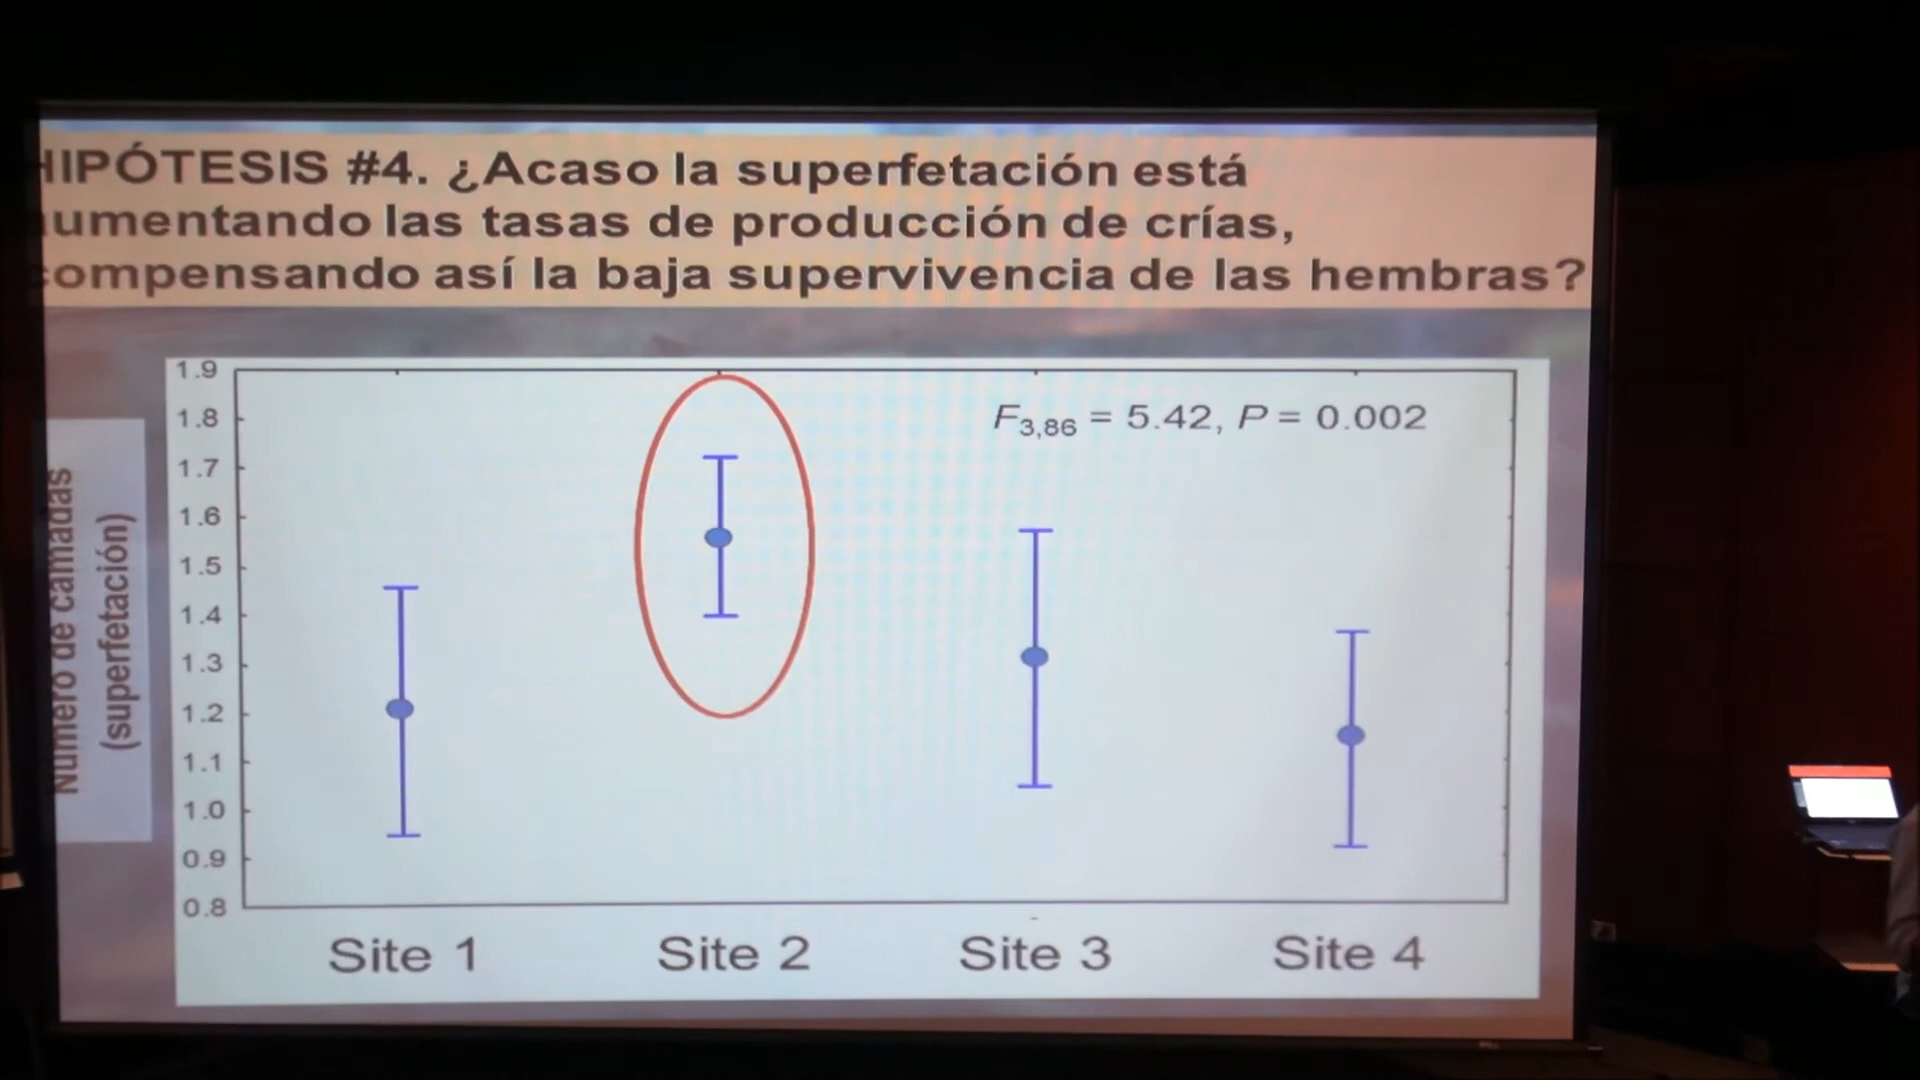 HIPÓTESIS #4. ¿Acaso la superfetación está
aumentando las tasas de producción de crías,
compensando así la baja supervivencia de las hembras?
Número de camadas
(superfetación)
1.9
1.8
1.7
1.6
1.5
1.4
1.3
1.2
1.1
1.0
0.9
0.8
F3,86 = 5.42, P = 0.002
Site 1
Site 2
Site 3
Site 4